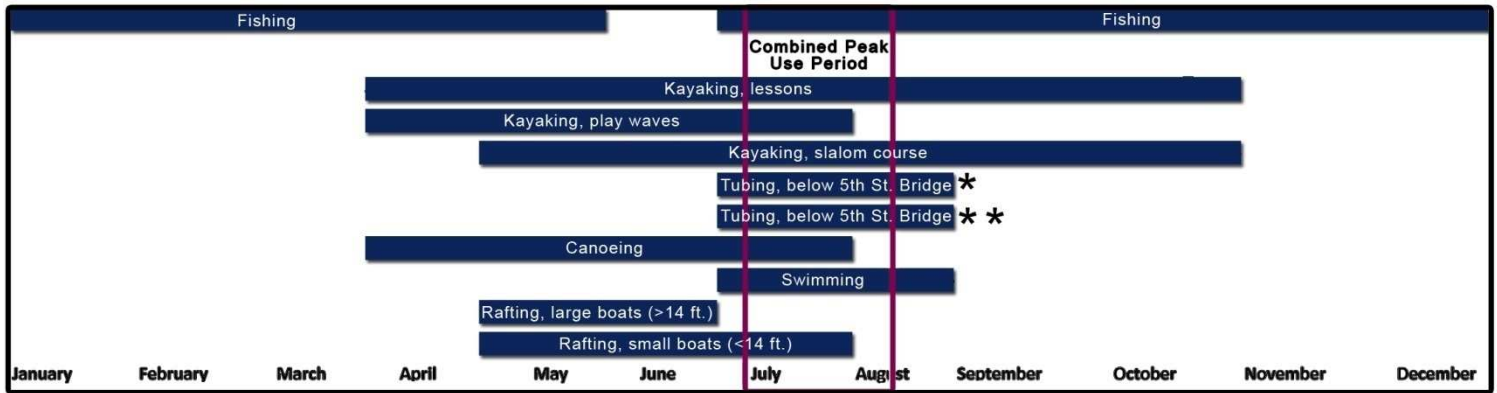 Fishing Fishing
Combined Peak
Use Period
Kayaking, lessons
Kayaking, play waves
Kayaking, slalom course
Tubing, below 5th St. Bridge *
Tubing, below 5th St. Bridge * *
Canoeing
Swimming
Rafting, large boats (>14 ft.)
Rafting, small boats (<14 ft.)
January February March April May June July August September October November December